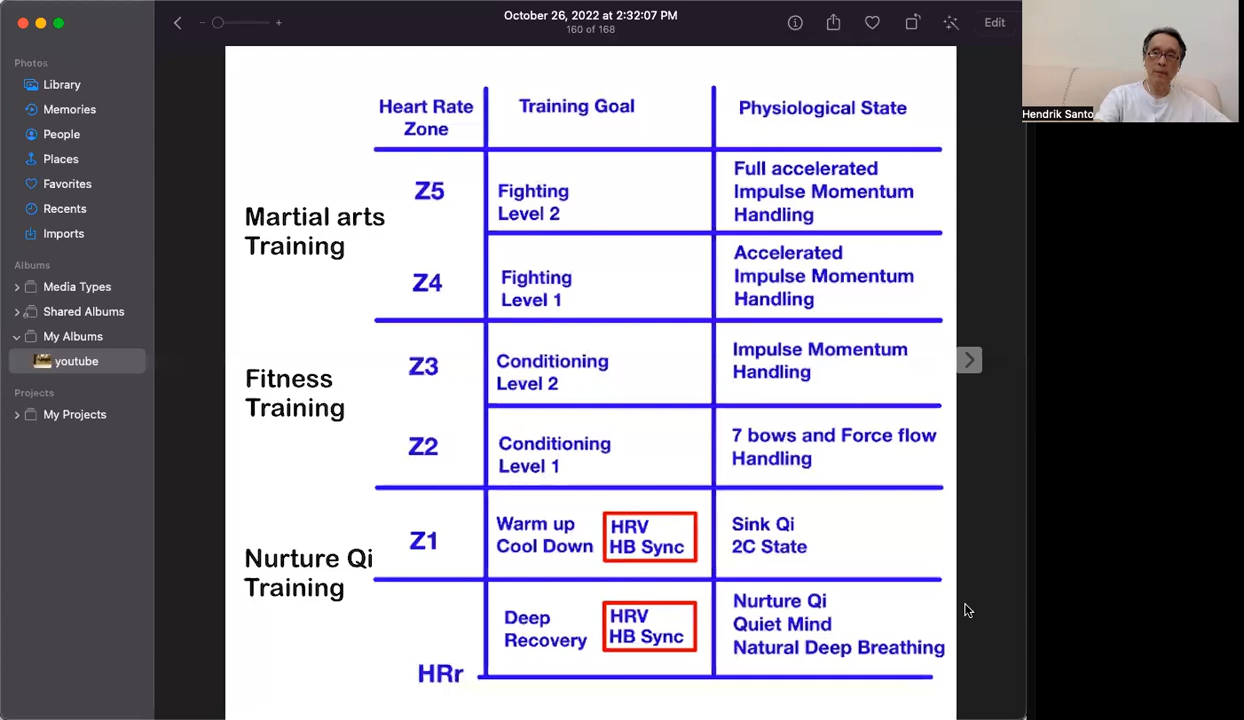 October 26, 2022 at 2:32:07 PM
160 of 168
Edit
Photos
Library
Memories
People
Places
Favorites
Recents
Imports
Albums
Media Types
Shared Albums
My Albums
youtube
Projects
My Projects
Heart Rate
Zone
Training Goal
Physiological State
Martial arts
Training
Z5
Fighting
Level 2
Full accelerated
Impulse Momentum
Handling
Z4
Fighting
Level 1
Accelerated
Impulse Momentum
Handling
Fitness
Training
Z3
Conditioning
Level 2
Impulse Momentum
Handling
Z2
Conditioning
Level 1
7 bows and Force flow
Handling
Nurture Qi
Training
Z1
Warm up
Cool Down
HRV
HB Sync
Sink Qi
2C State
Deep
Recovery
HRV
HB Sync
Nurture Qi
Quiet Mind
Natural Deep Breathing
HRr
Hendrik Santo